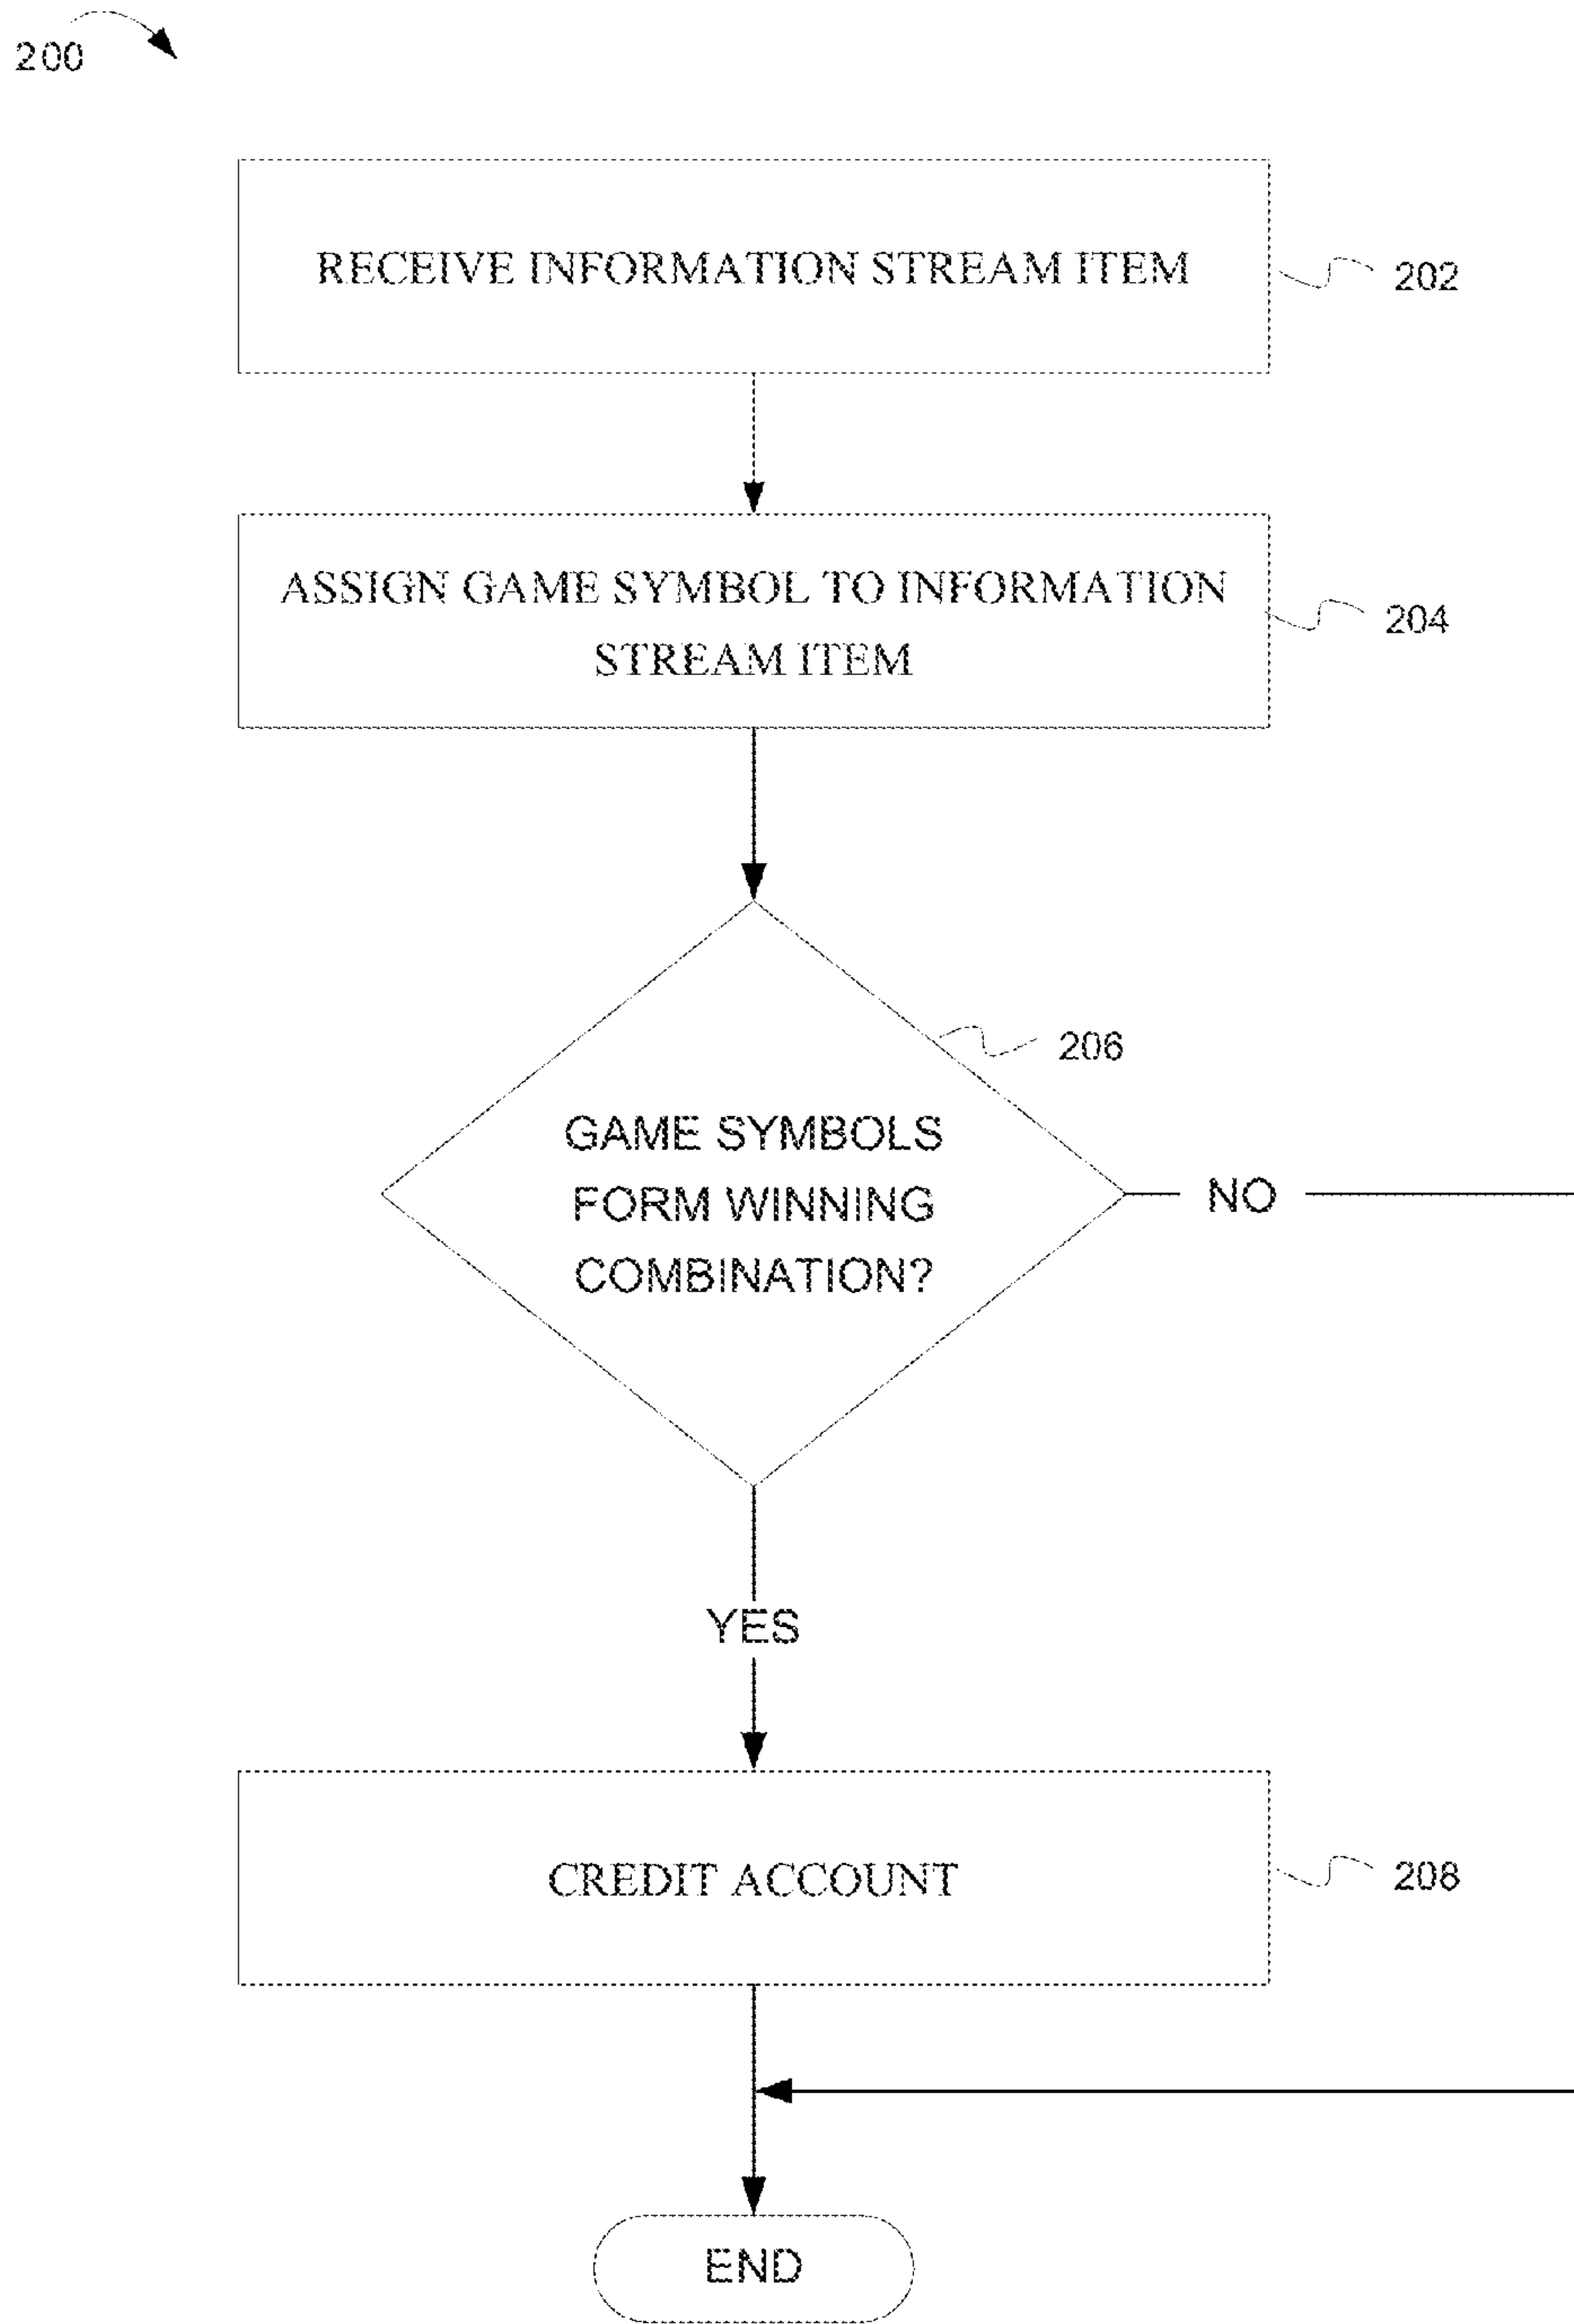 200
RECEIVE INFORMATION STREAM ITEM
202
ASSIGN GAME SYMBOL TO INFORMATION
STREAM ITEM
204
206
GAME SYMBOLS
FORM WINNING
COMBINATION?
NO
YES
CREDIT ACCOUNT
208
END